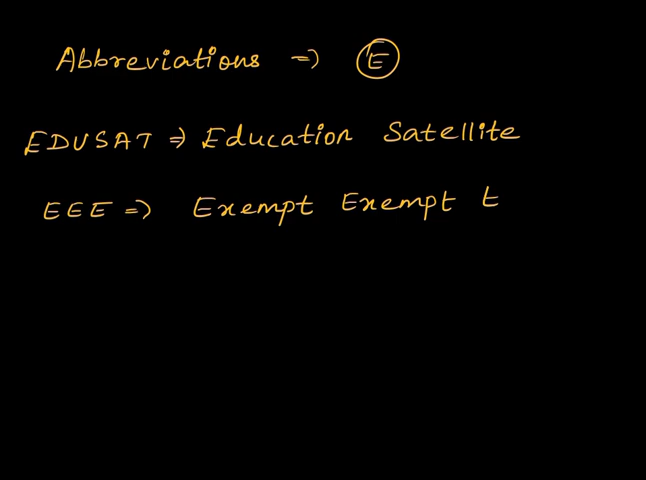 Abbreviations => E
EDUSAT => Education Satellite
EEE => Exempt Exempt E